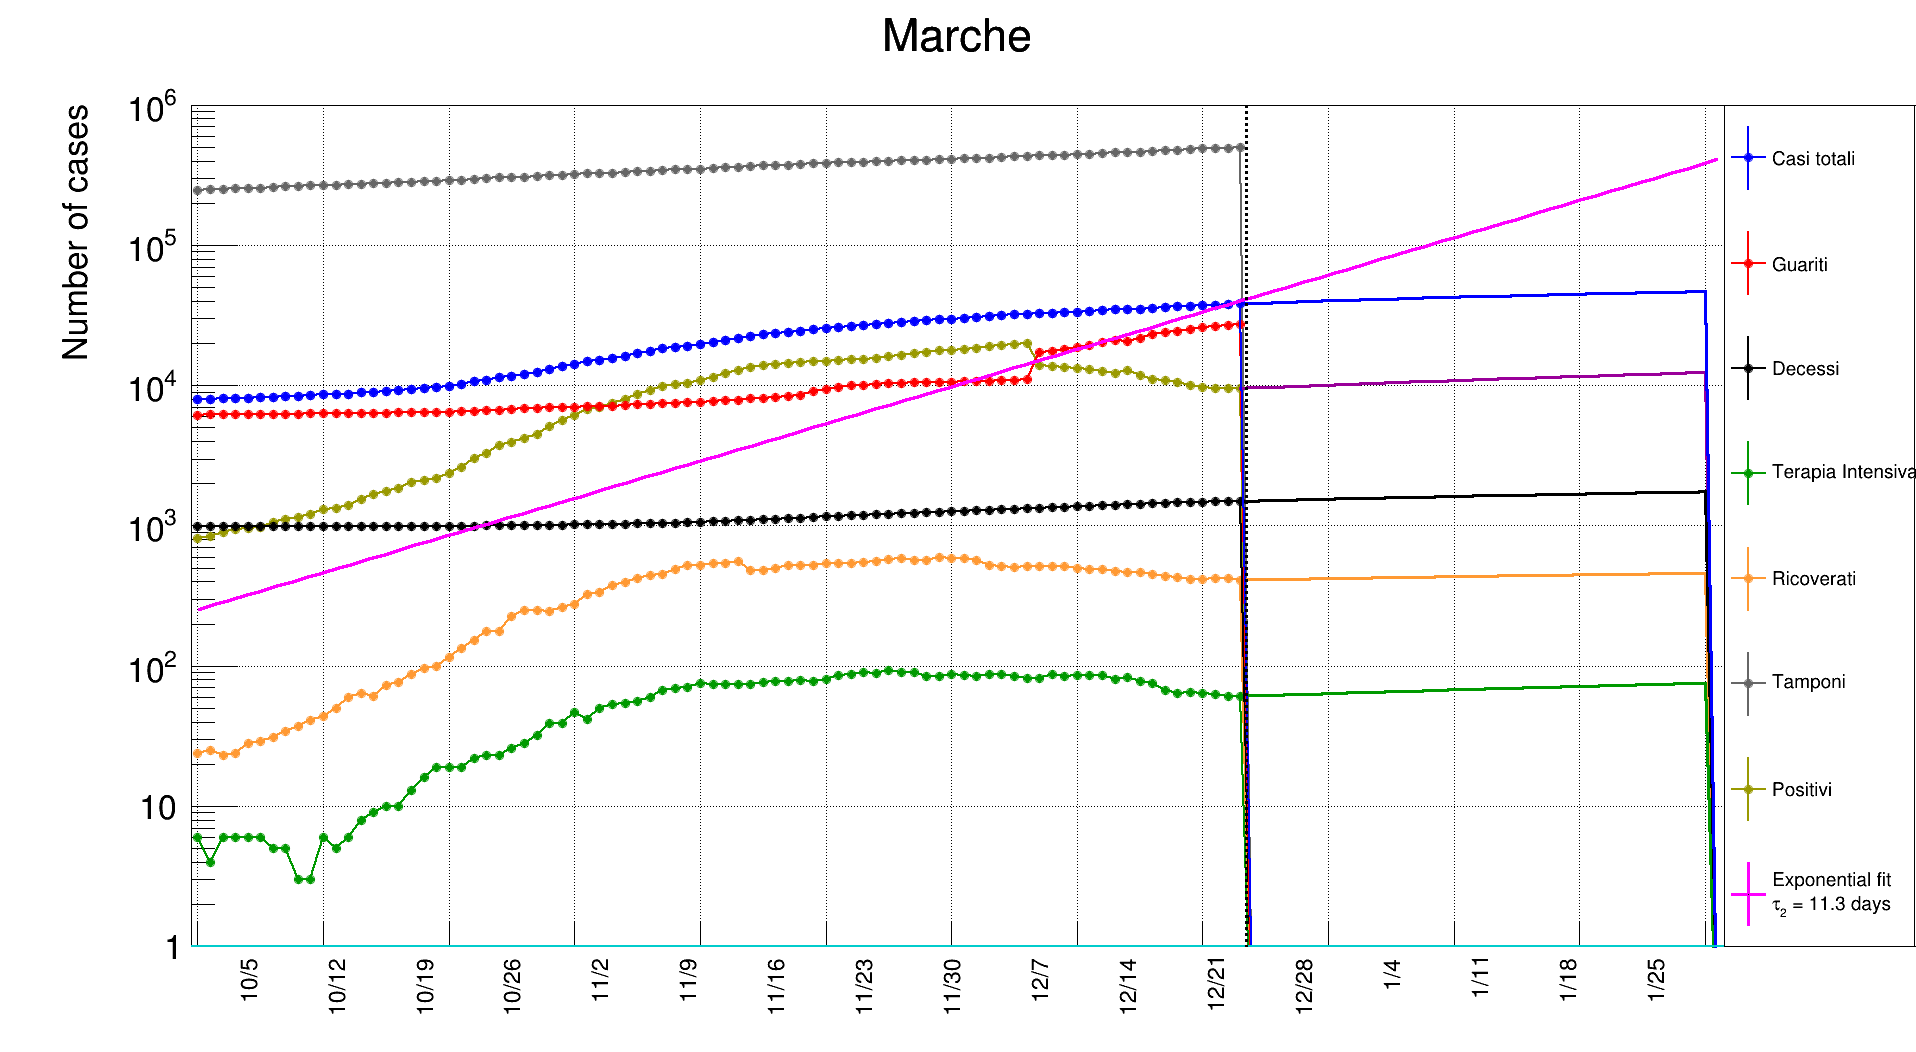 Marche
Number of cases
10⁶
10⁵
10⁴
10³
10²
10
1
10/5
10/12
10/19
10/26
11/2
11/9
11/16
11/23
11/30
12/7
12/14
12/21
12/28
1/4
1/11
1/18
1/25
Casi totali
Guariti
Decessi
Terapia Intensiva
Ricoverati
Tamponi
Positivi
Exponential fit
τ₂ = 11.3 days